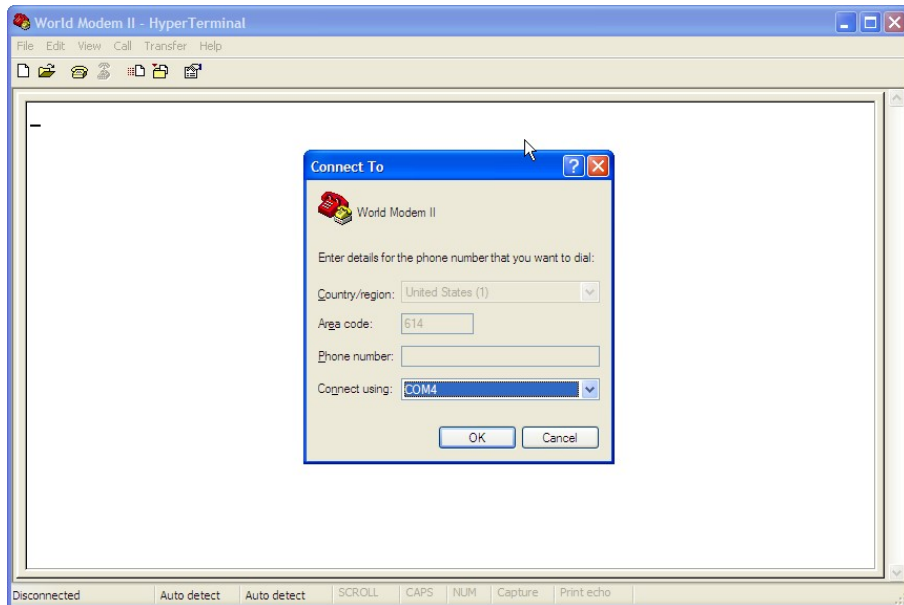 World Modem II - HyperTerminal
File Edit View Call Transfer Help
Connect To
World Modem II
Enter details for the phone number that you want to dial:
Country/region: United States (1)
Area code: 614
Phone number:
Connect using: COM4
OK Cancel
Disconnected Auto detect Auto detect SCROLL CAPS NUM Capture Print echo